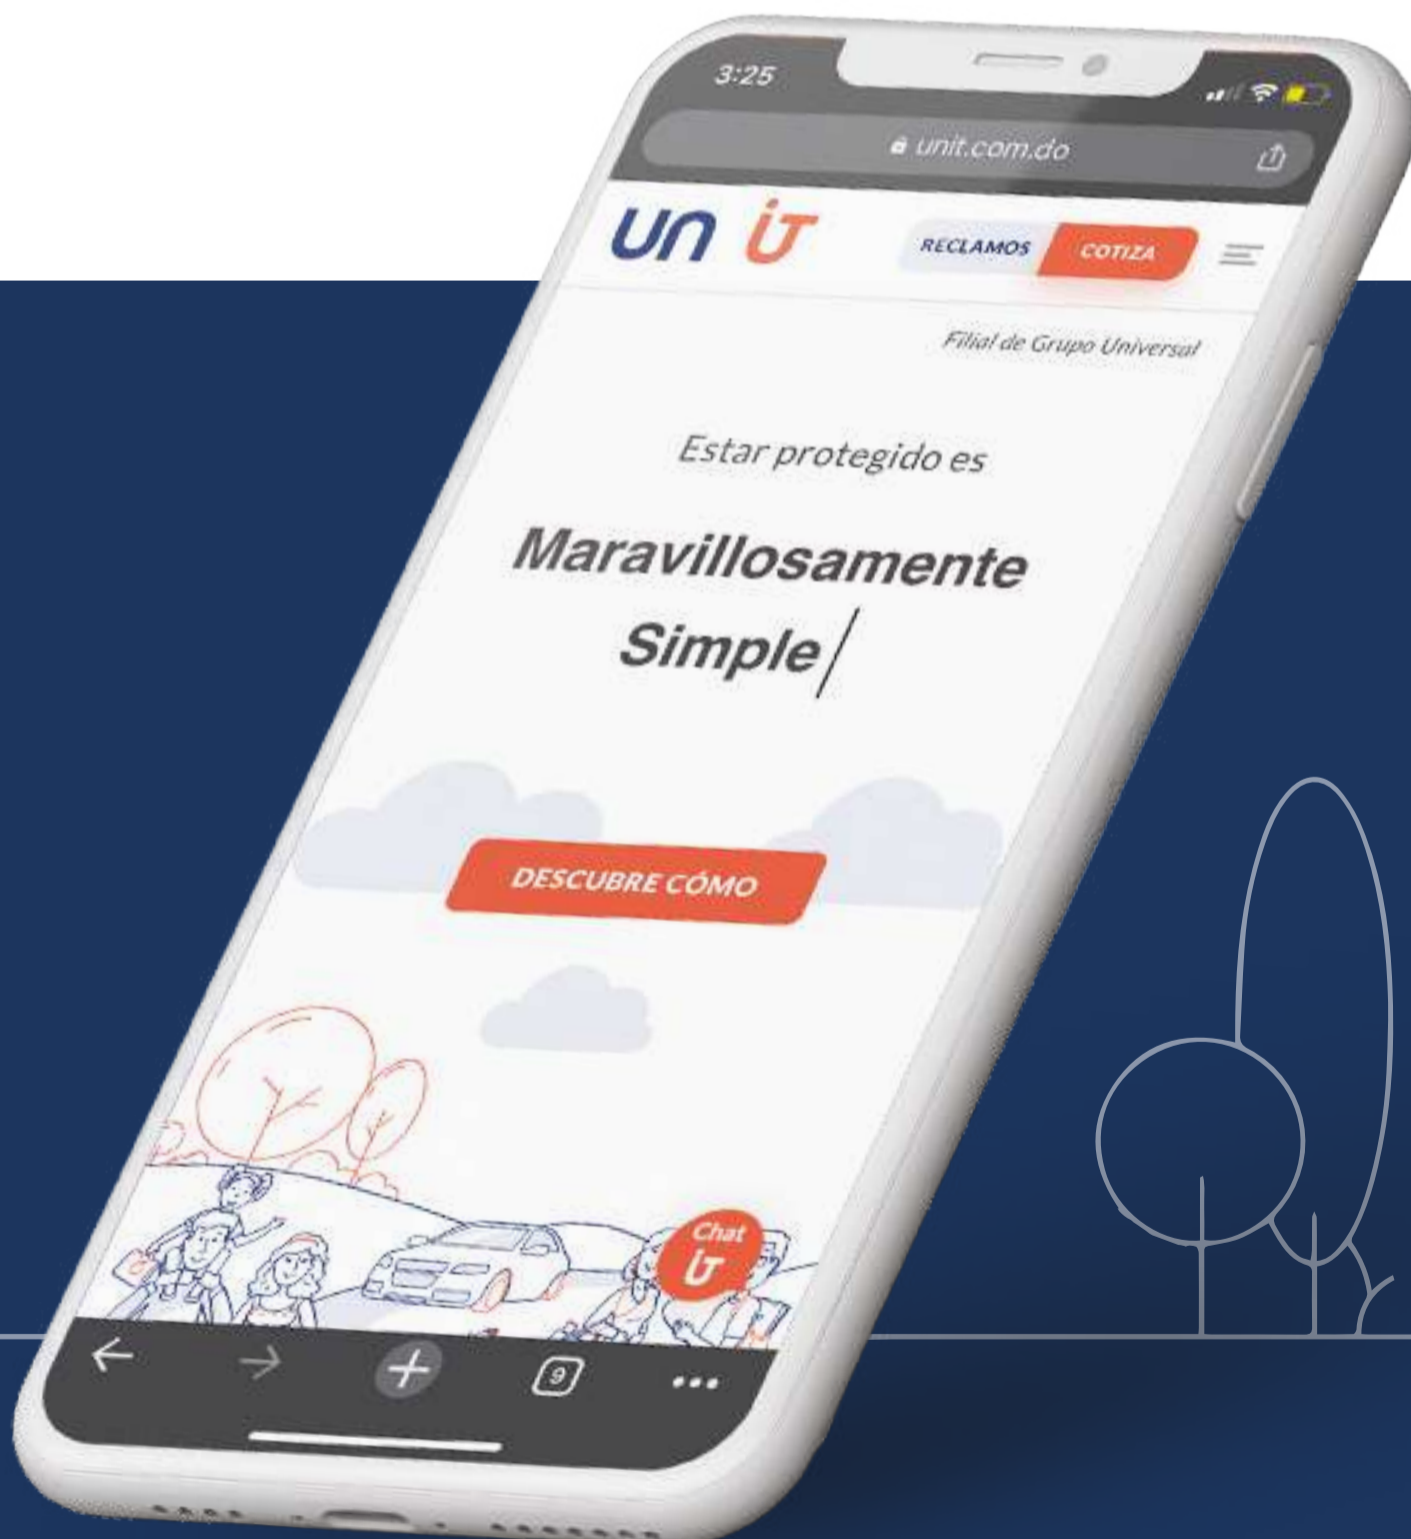 3:25
unit.com.do
un iT
RECLAMOS
COTIZA
Filial de Grupo Universal
Estar protegido es
Maravillosamente
Simple
DESCUBRE CÓMO
Chat
iT
9